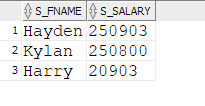 S_FNAME S_SALARY
1 Hayden 250903
2 Kylan 250800
3 Harry 20903